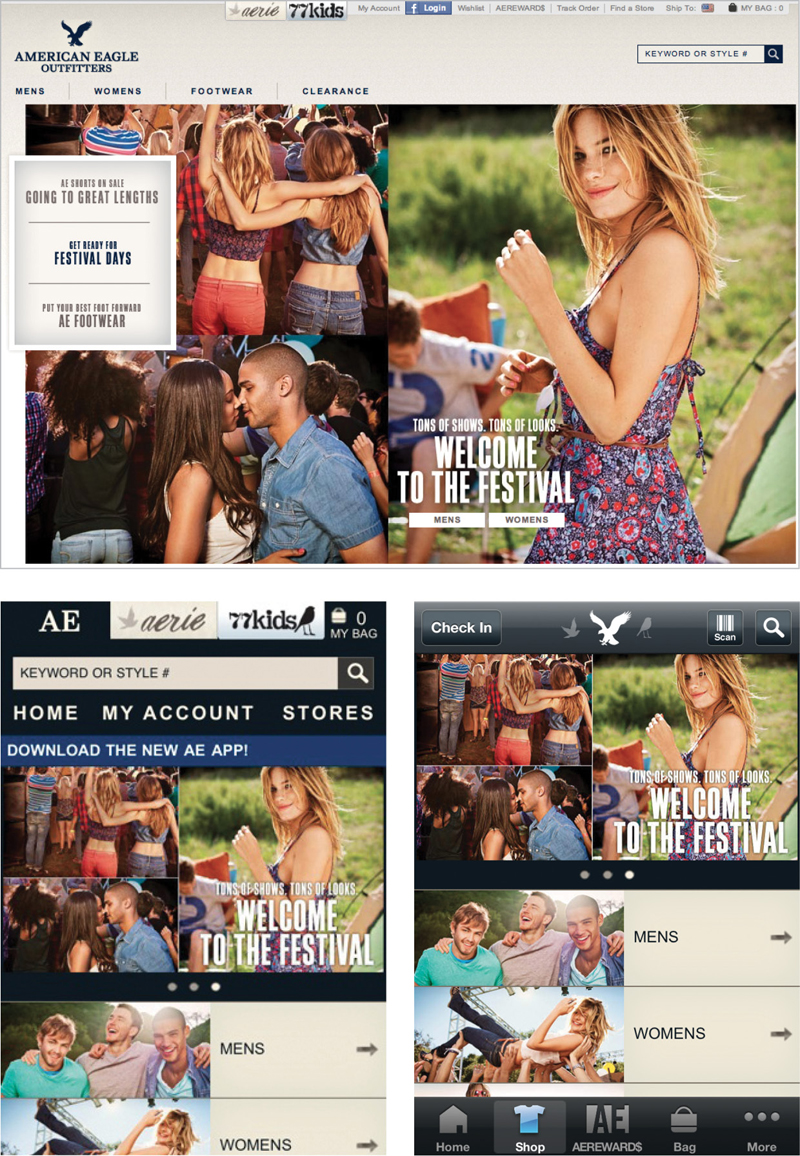 aerie 77kids My Account f Login Wishlist AEREWARD$ Track Order Find a Store Ship To: MY BAG : 0
AMERICAN EAGLE
OUTFITTERS
KEYWORD OR STYLE #
MENS WOMENS FOOTWEAR CLEARANCE
AE SHORTS ON SALE
GOING TO GREAT LENGTHS
GET READY FOR
FESTIVAL DAYS
PUT YOUR BEST FOOT FORWARD
AE FOOTWEAR
TONS OF SHOWS. TONS OF LOOKS.
WELCOME
TO THE FESTIVAL
MENS WOMENS
AE aerie 77kids 0
MY BAG
KEYWORD OR STYLE #
HOME MY ACCOUNT STORES
DOWNLOAD THE NEW AE APP!
TONS OF SHOWS. TONS OF LOOKS.
WELCOME
TO THE FESTIVAL
MENS
WOMENS
Check In Scan
TONS OF SHOWS. TONS OF LOOKS.
WELCOME
TO THE FESTIVAL
MENS
WOMENS
AE
Home Shop AEREWARD$ Bag More